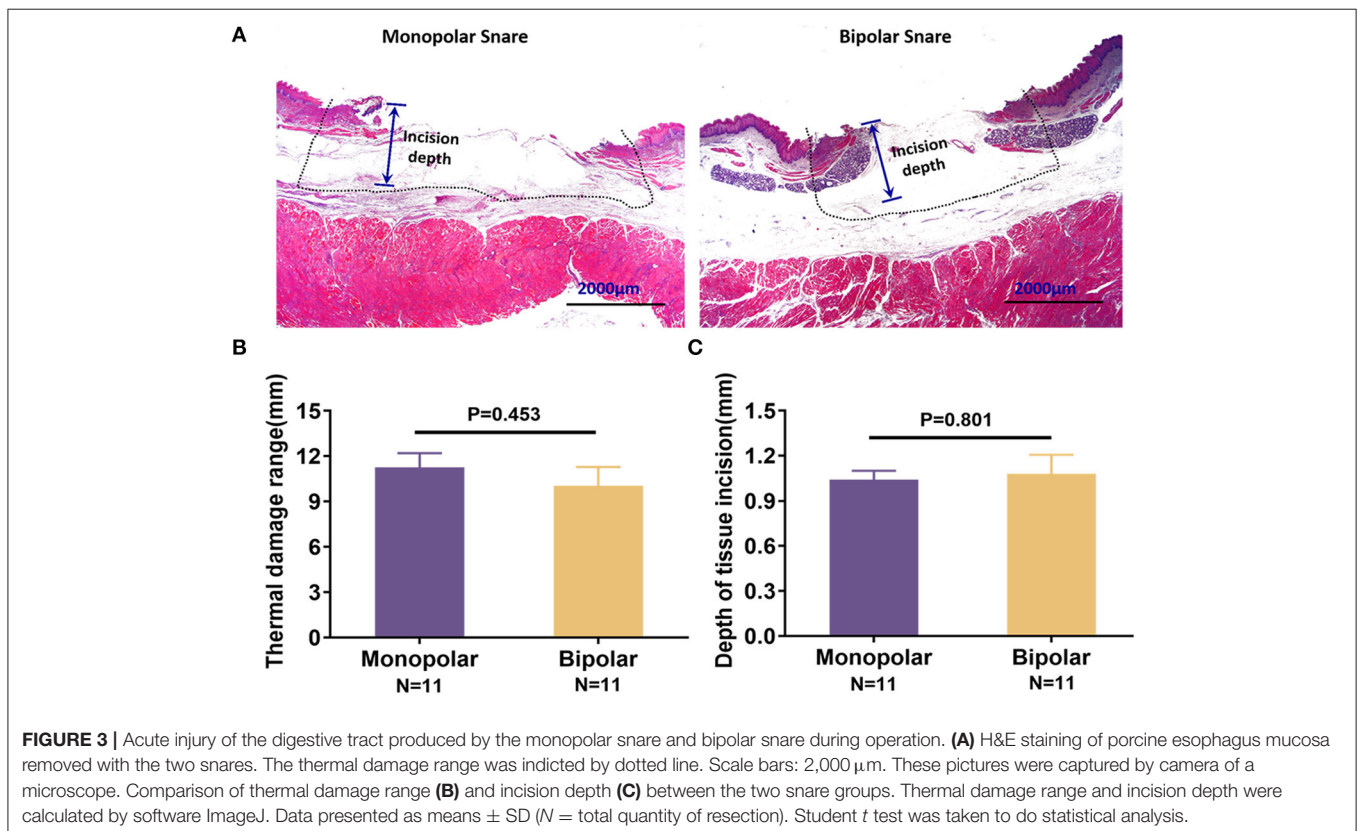 A
Monopolar Snare
Bipolar Snare
Incision
depth
2000μm
Incision
depth
2000μm
B
Thermal damage range(mm)
15
12
9
6
3
0
P=0.453
Monopolar
N=11
Bipolar
N=11
C
Depth of tissue incision(mm)
1.5
1.2
0.9
0.6
0.3
0.0
P=0.801
Monopolar
N=11
Bipolar
N=11
FIGURE 3 | Acute injury of the digestive tract produced by the monopolar snare and bipolar snare during operation. (A) H&E staining of porcine esophagus mucosa
removed with the two snares. The thermal damage range was indicted by dotted line. Scale bars: 2,000 μm. These pictures were captured by camera of a
microscope. Comparison of thermal damage range (B) and incision depth (C) between the two snare groups. Thermal damage range and incision depth were
calculated by software ImageJ. Data presented as means ± SD (N = total quantity of resection). Student t test was taken to do statistical analysis.